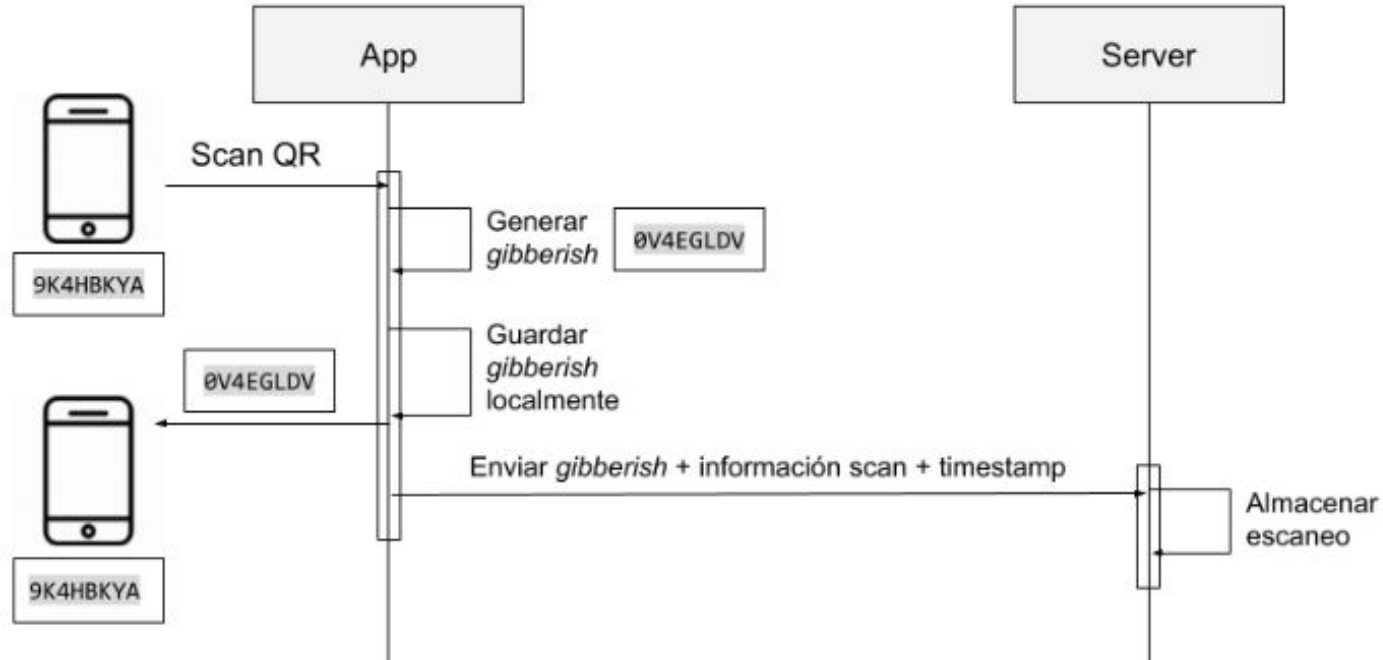 App
Server
Scan QR
9K4HBKYA
Generar
gibberish
0V4EGLDV
Guardar
gibberish
localmente
0V4EGLDV
Enviar gibberish + información scan + timestamp
Almacenar
escaneo
9K4HBKYA